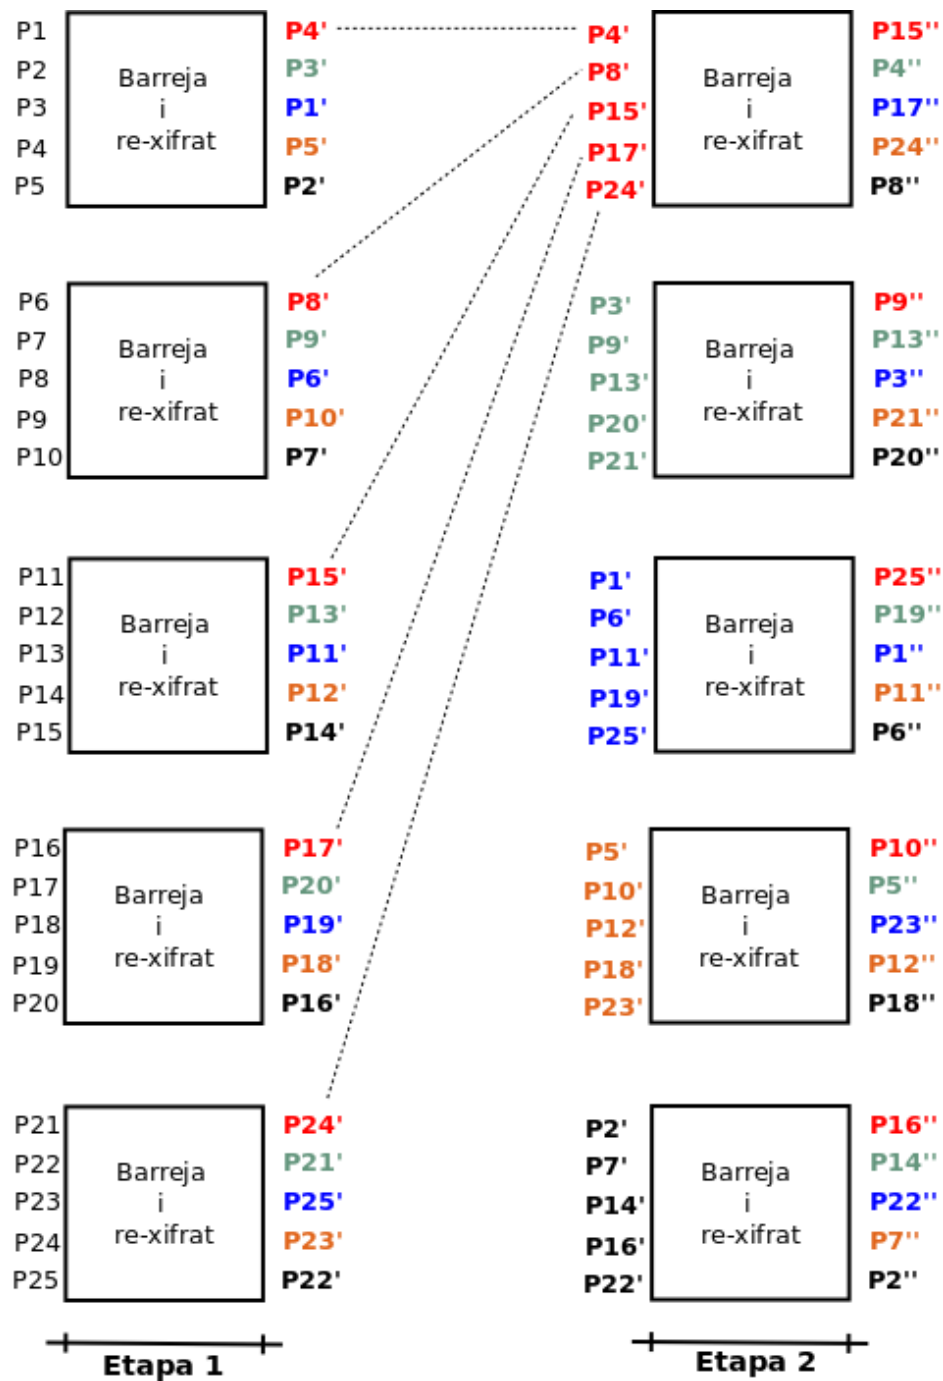 P1 P4' P4' P15''
P2 Barreja P3' P8' Barreja P4''
P3 i P1' P15' i P17''
P4 re-xifrat P5' P17' re-xifrat P24''
P5 P2' P24' P8''
P6 P8' P3' P9''
P7 Barreja P9' P9' Barreja P13''
P8 i P6' P13' i P3''
P9 re-xifrat P10' P20' re-xifrat P21''
P10 P7' P21' P20''
P11 P15' P1' P25''
P12 Barreja P13' P6' Barreja P19''
P13 i P11' P11' i P1''
P14 re-xifrat P12' P19' re-xifrat P11''
P15 P14' P25' P6''
P16 P17' P5' P10''
P17 Barreja P20' P10' Barreja P5''
P18 i P19' P12' i P23''
P19 re-xifrat P18' P18' re-xifrat P12''
P20 P16' P23' P18''
P21 P24' P2' P16''
P22 Barreja P21' P7' Barreja P14''
P23 i P25' P14' i P22''
P24 re-xifrat P23' P16' re-xifrat P7''
P25 P22' P22' P2''
Etapa 1 Etapa 2